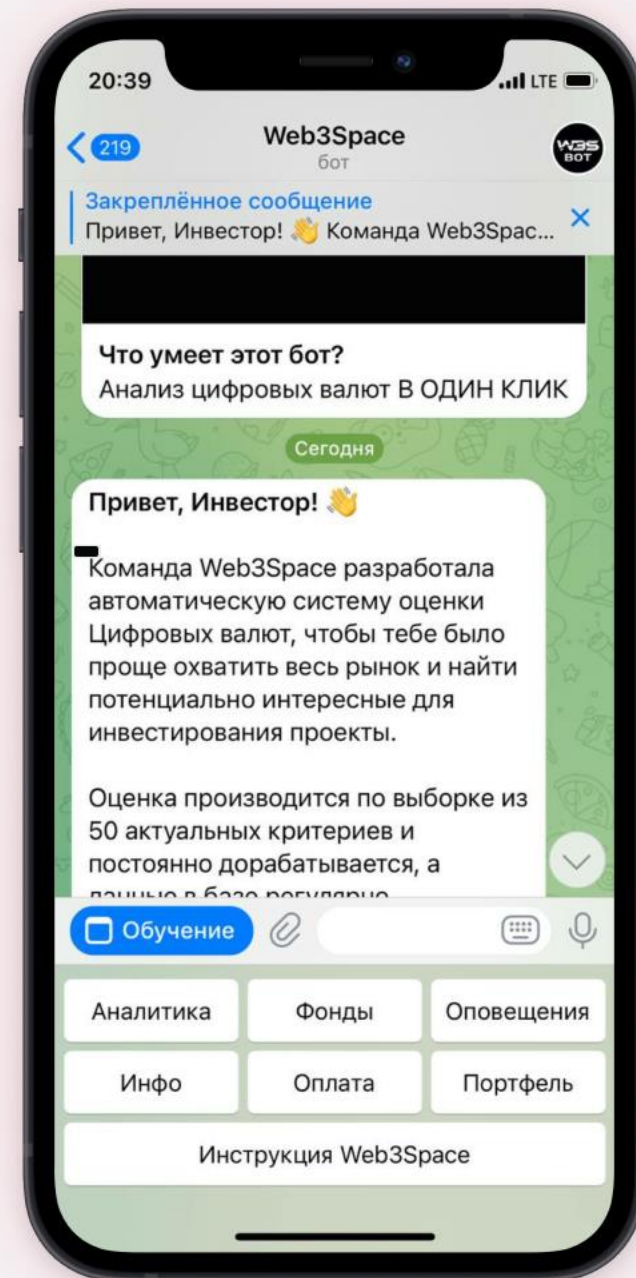 20:39
LTE
219
Web3Space
бот
W3S
BOT
Закреплённое сообщение
Привет, Инвестор! 👋 Команда Web3Spac...
Что умеет этот бот?
Анализ цифровых валют В ОДИН КЛИК
Сегодня
Привет, Инвестор! 👋
Команда Web3Space разработала
автоматическую систему оценки
Цифровых валют, чтобы тебе было
проще охватить весь рынок и найти
потенциально интересные для
инвестирования проекты.
Оценка производится по выборке из
50 актуальных критериев и
постоянно дорабатывается, а
данные в базе регулярно
Обучение
Аналитика
Фонды
Оповещения
Инфо
Оплата
Портфель
Инструкция Web3Space